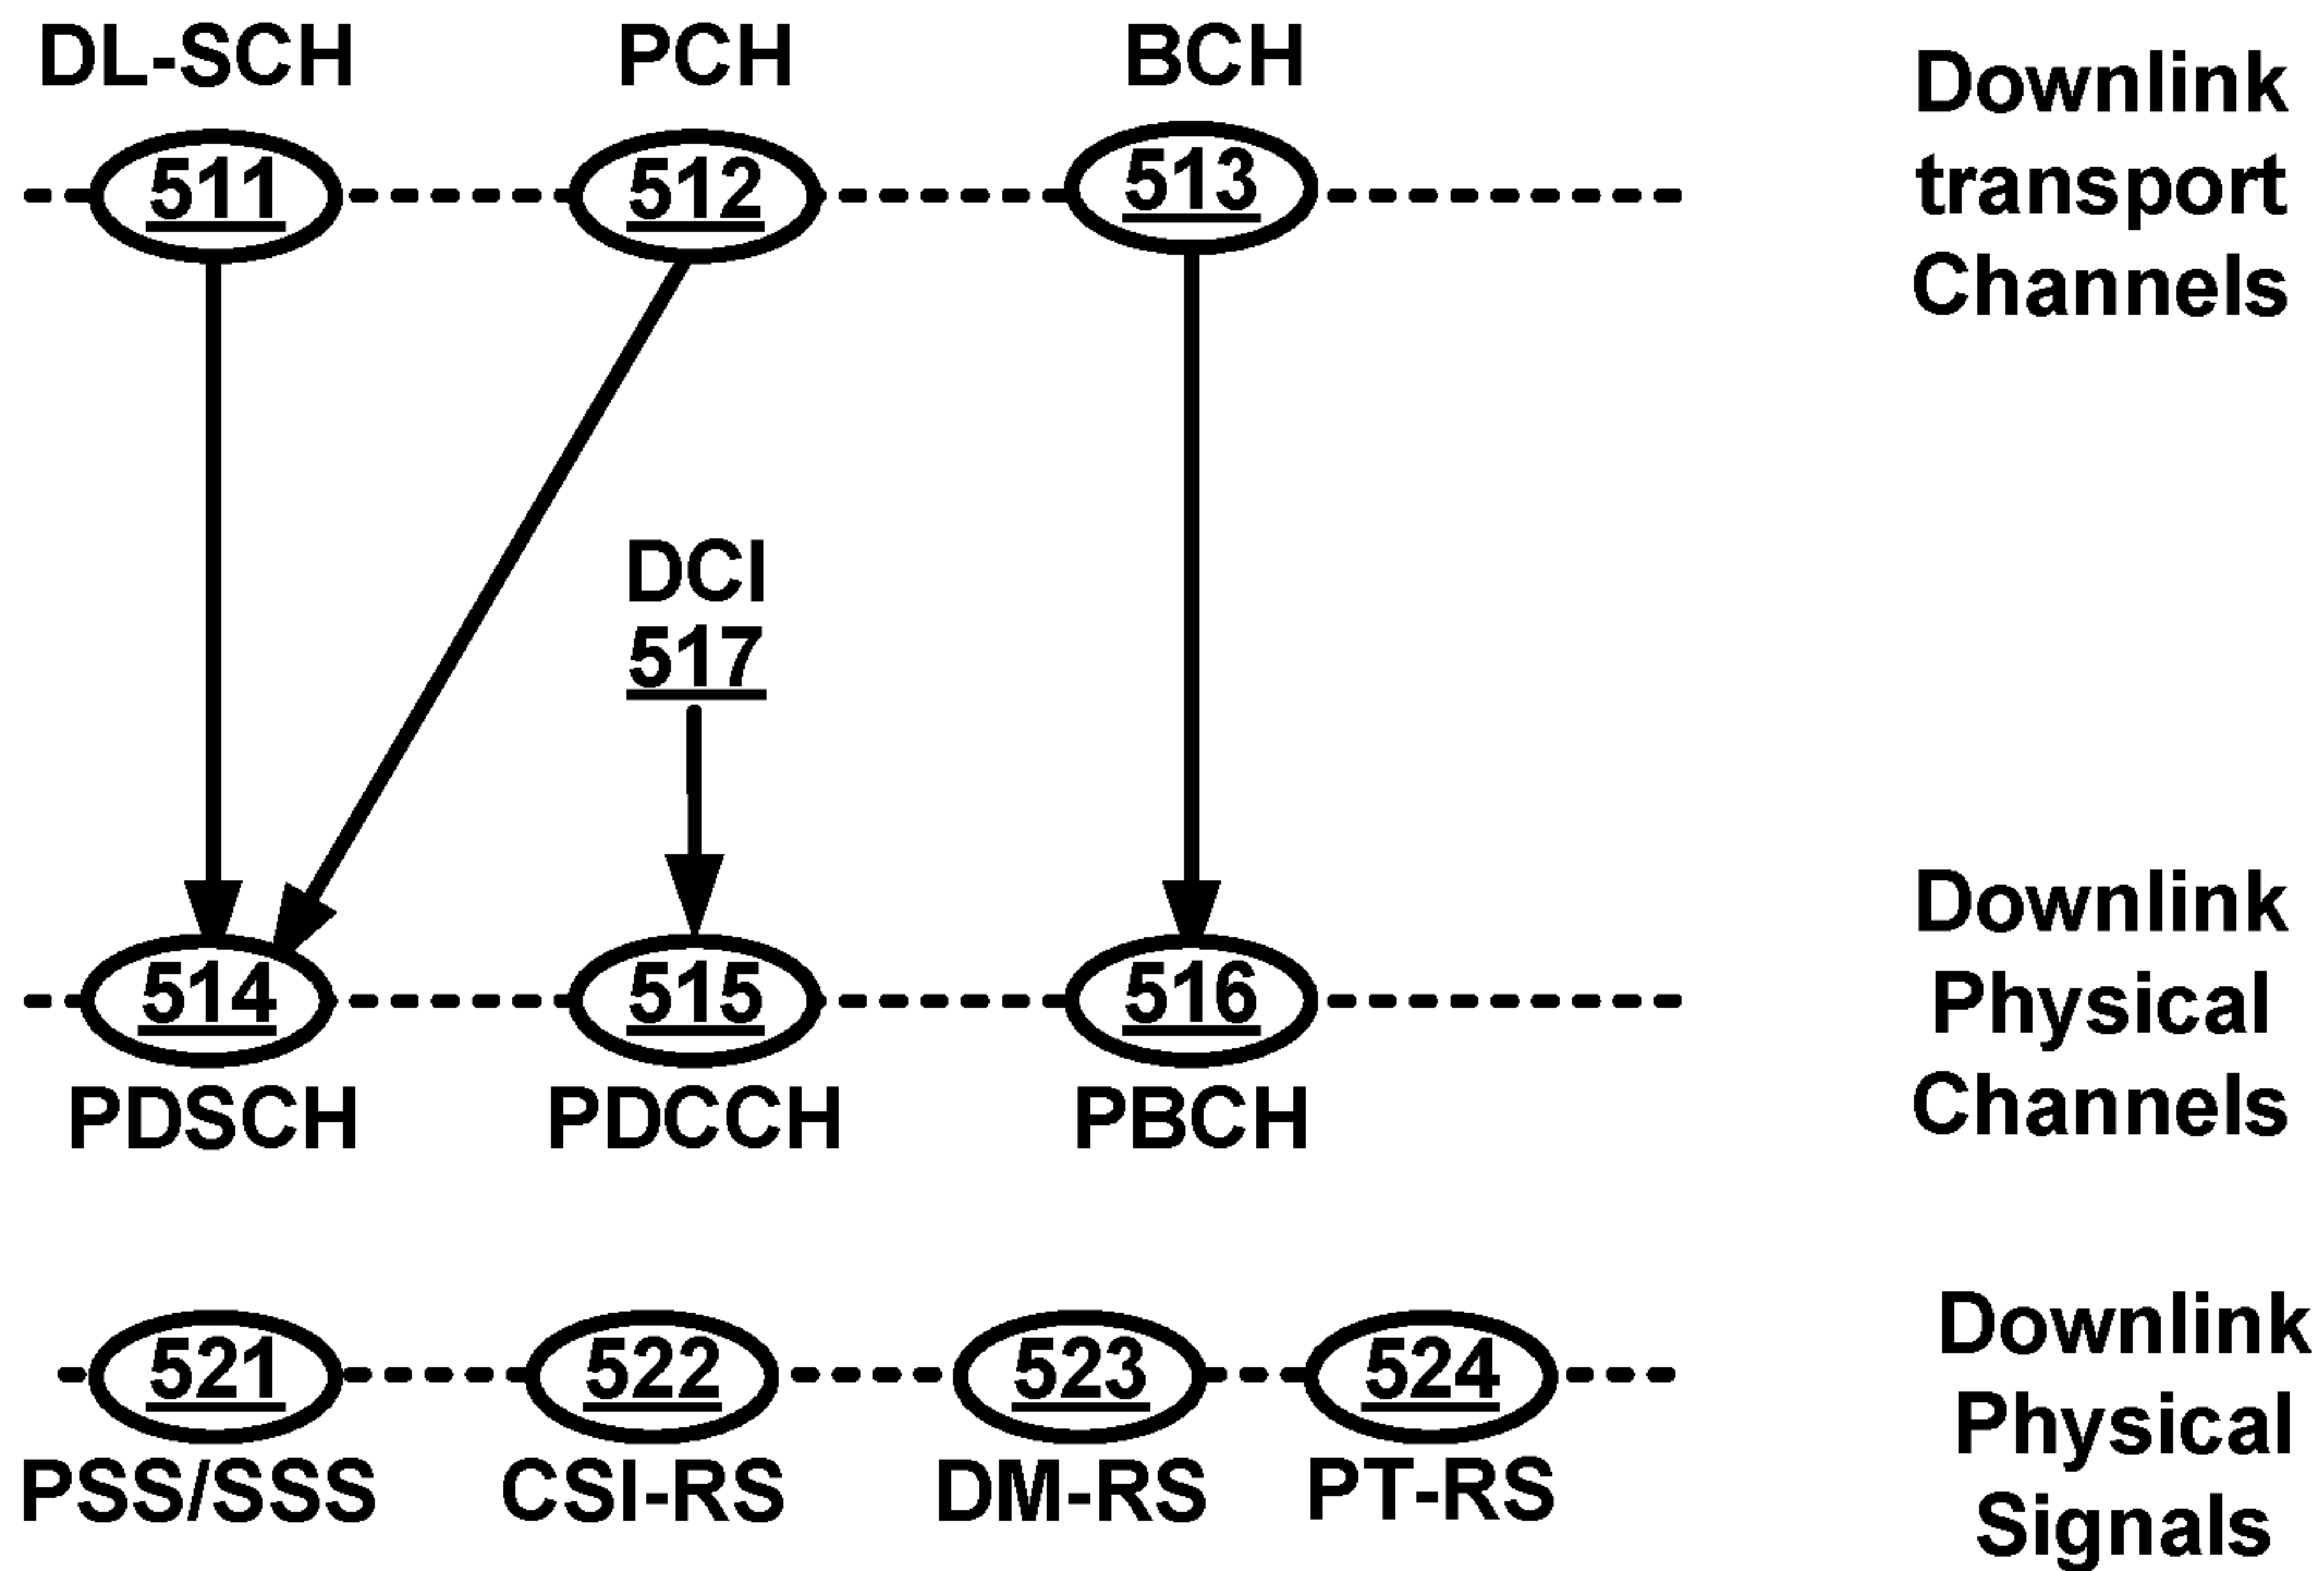 DL-SCH PCH BCH
511 512 513
Downlink
transport
Channels
DCI
517
514 515 516
PDSCH PDCCH PBCH
Downlink
Physical
Channels
521 522 523 524
PSS/SSS CSI-RS DM-RS PT-RS
Downlink
Physical
Signals